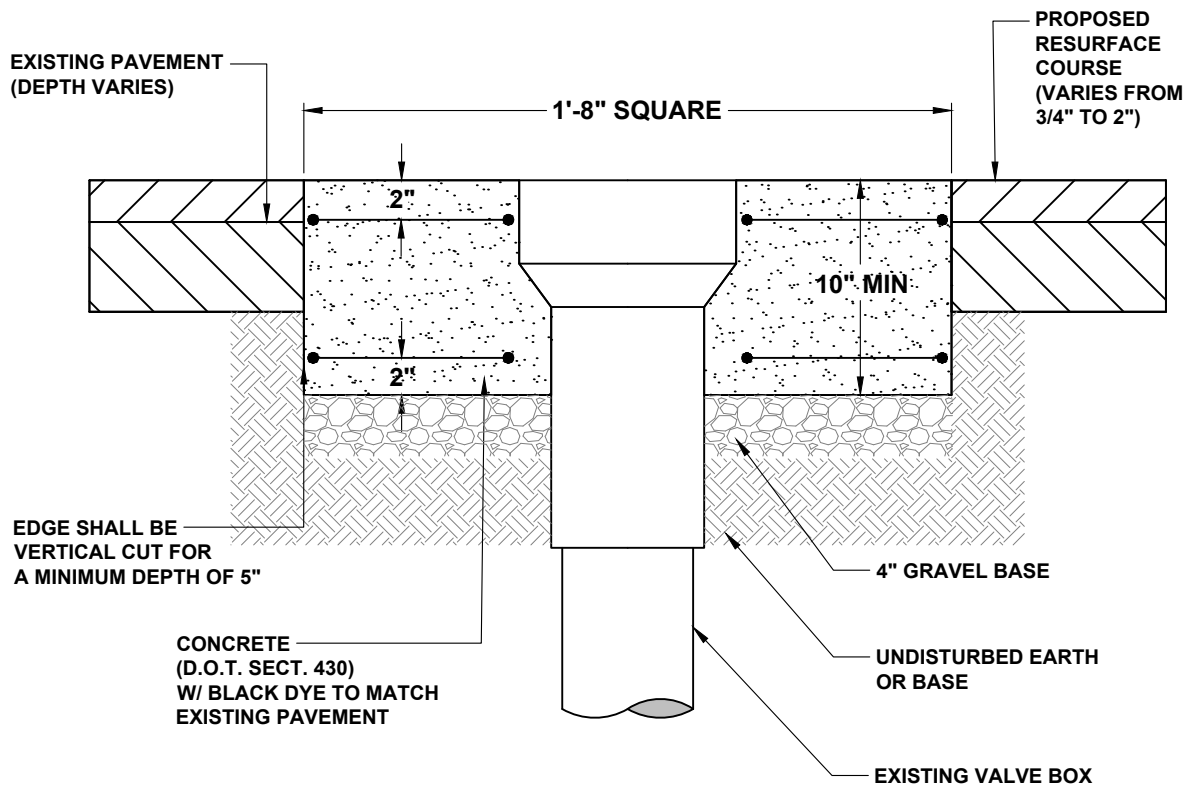 PROPOSED
RESURFACE
COURSE
(VARIES FROM
3/4" TO 2")
EXISTING PAVEMENT
(DEPTH VARIES)
1'-8" SQUARE
2"
10" MIN
2"
EDGE SHALL BE
VERTICAL CUT FOR
A MINIMUM DEPTH OF 5"
4" GRAVEL BASE
CONCRETE
(D.O.T. SECT. 430)
W/ BLACK DYE TO MATCH
EXISTING PAVEMENT
UNDISTURBED EARTH
OR BASE
EXISTING VALVE BOX